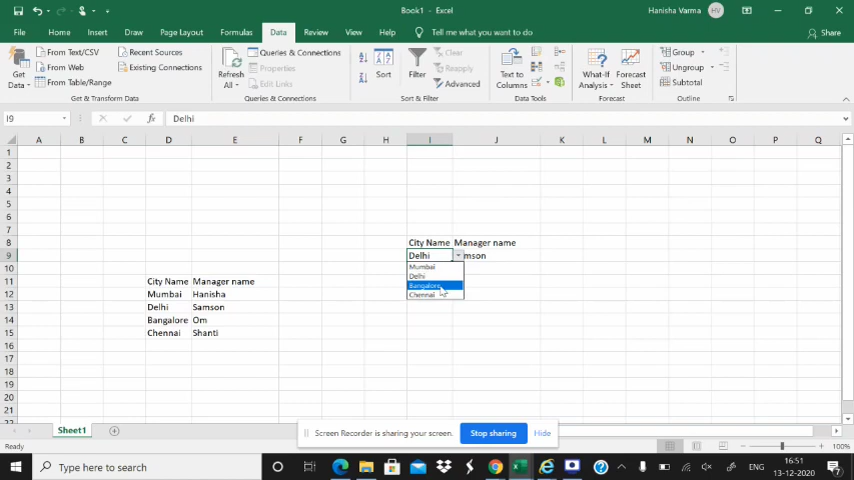 Book1 - Excel
Hanisha Varma
HV
File Home Insert Draw Page Layout Formulas Data Review View Help Tell me what you want to do
Share
Get Data
From Text/CSV
From Web
From Table/Range
Recent Sources
Existing Connections
Get & Transform Data
Refresh All
Queries & Connections
Properties
Edit Links
Queries & Connections
Sort
Filter
Clear
Reapply
Advanced
Sort & Filter
Text to Columns
Data Tools
What-If Analysis
Forecast Sheet
Forecast
Group
Ungroup
Subtotal
Outline
I9
fx
Delhi
A B C D E F G H I J K L M N O P Q
1
2
3
4
5
6
7
8 City Name Manager name
9 Delhi mson
Mumbai
Delhi
Bangalore
Chennai
10
11 City Name Manager name
12 Mumbai Hanisha
13 Delhi Samson
14 Bangalore Om
15 Chennai Shanti
16
17
18
19
20
21
Sheet1
Screen Recorder is sharing your screen.
Stop sharing
Hide
Ready
100%
Type here to search
ENG
16:51
13-12-2020